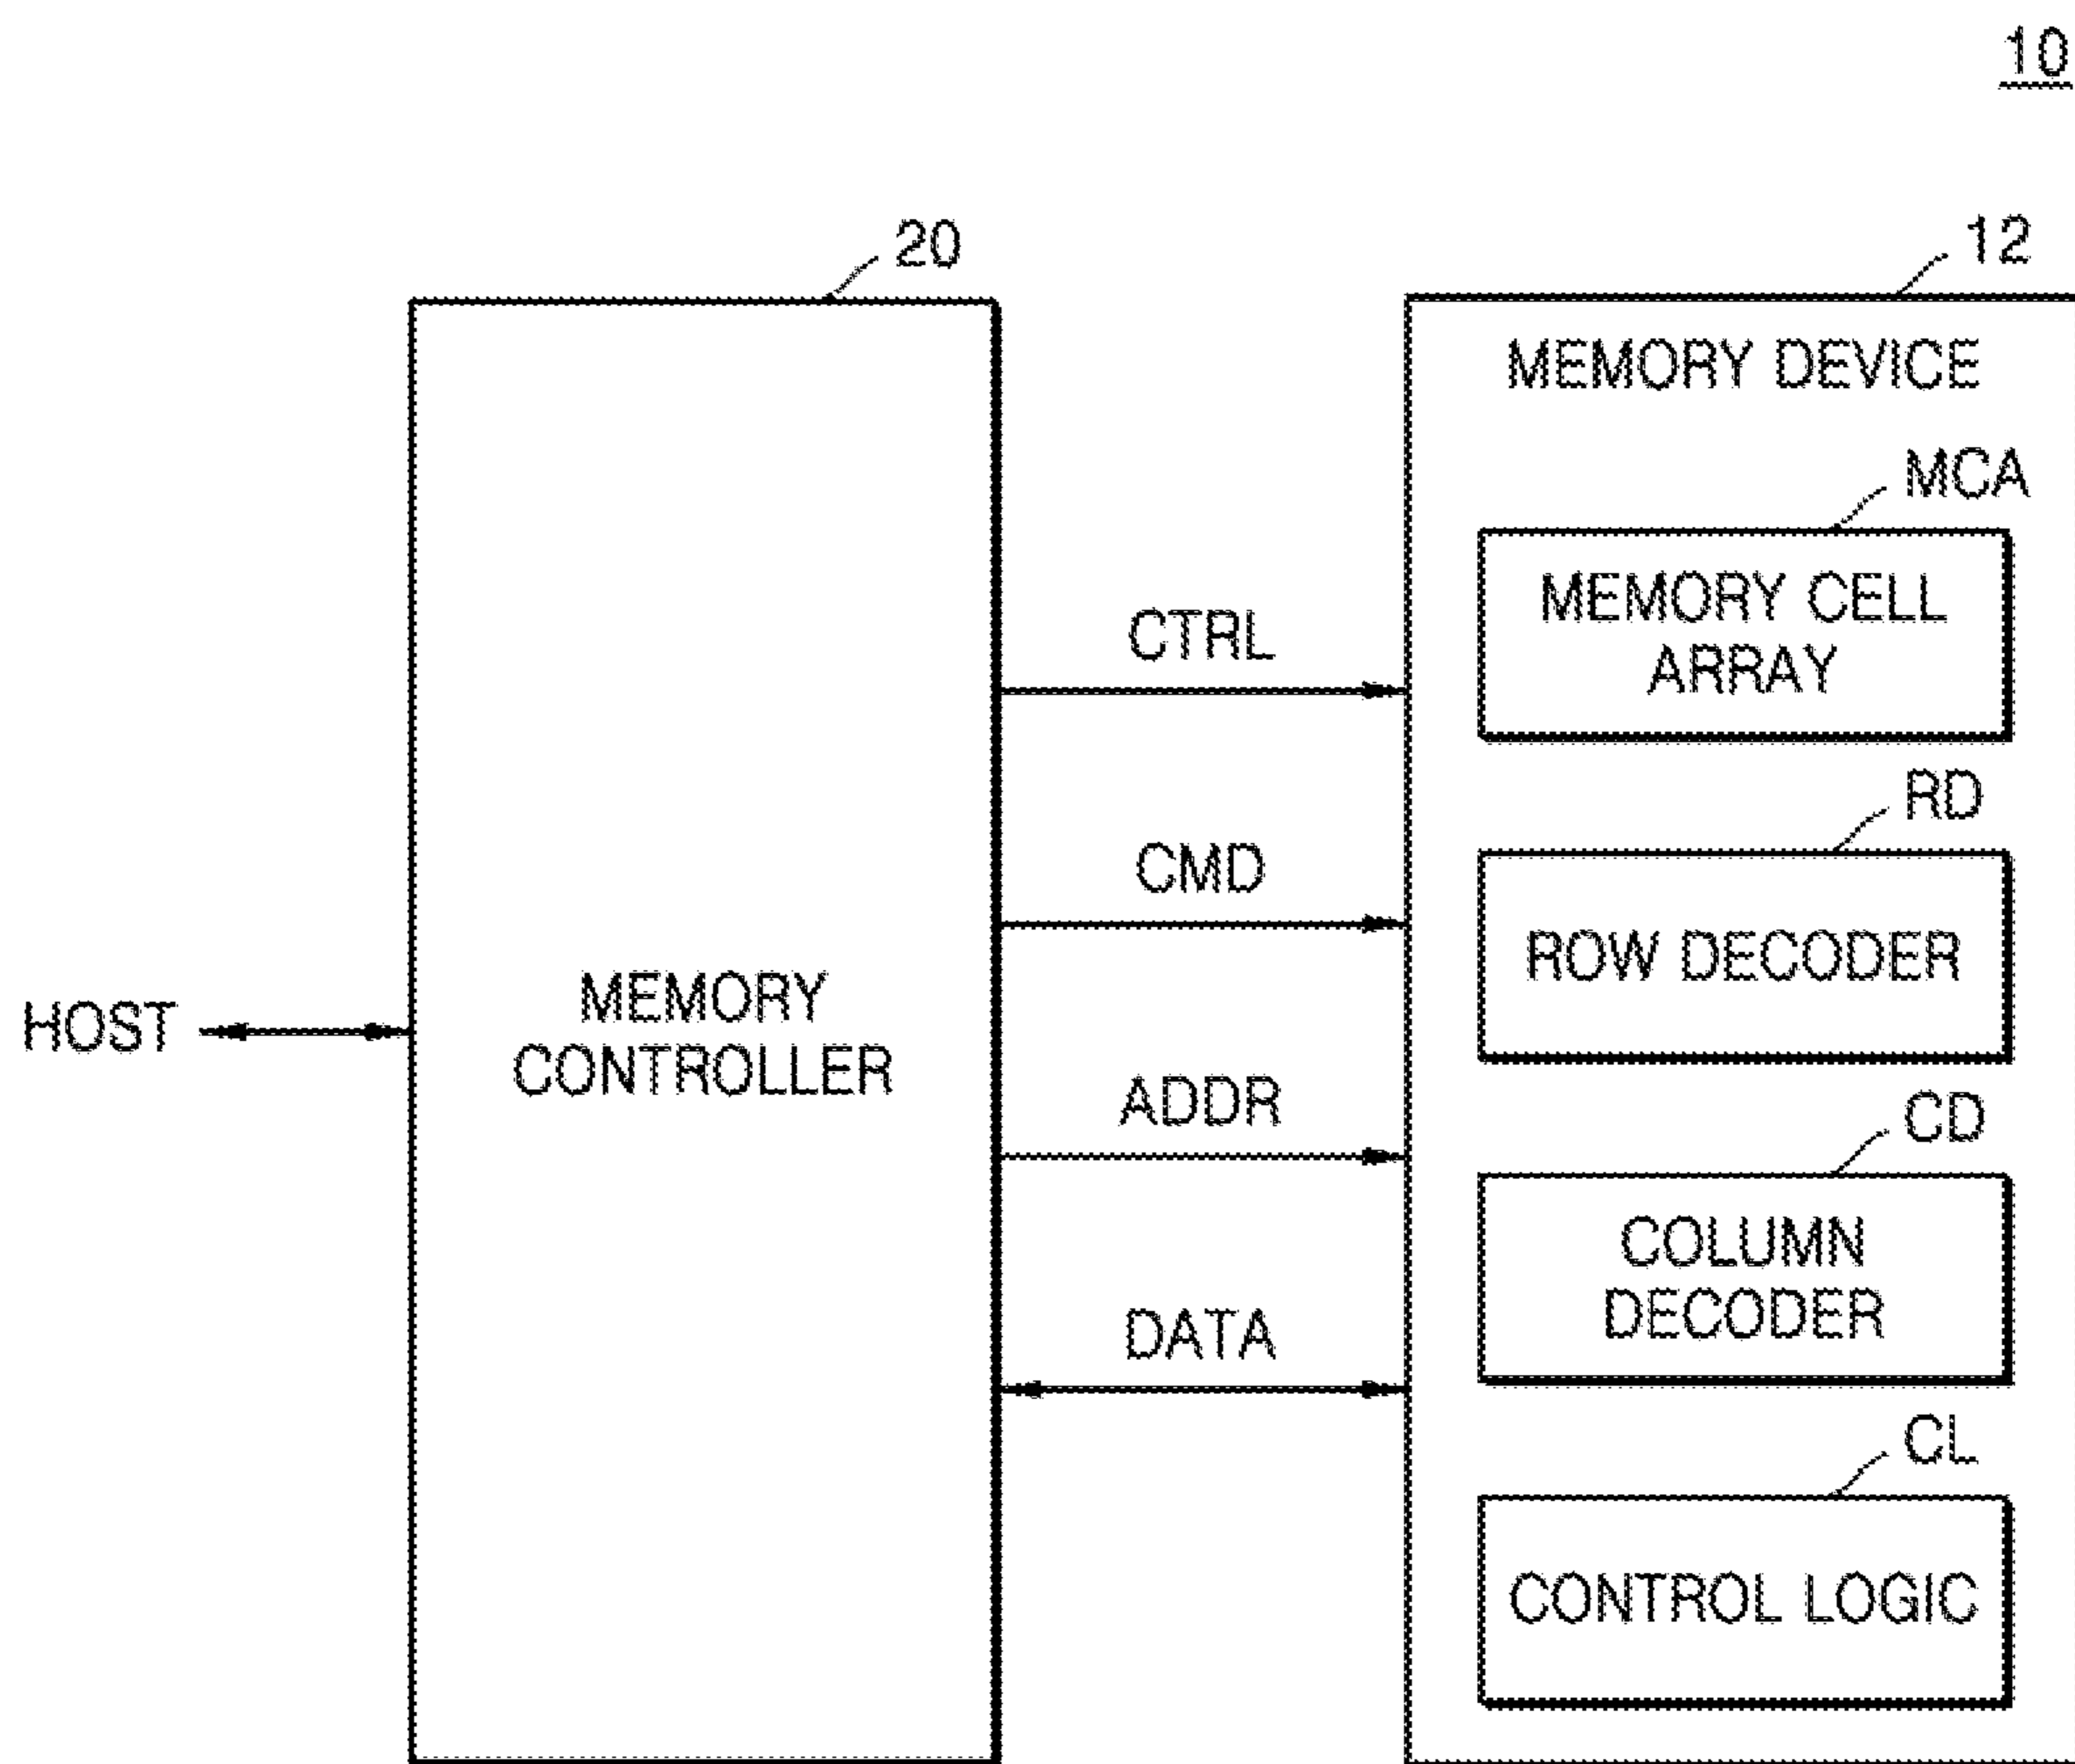 10
20
12
MEMORY DEVICE
MCA
MEMORY CELL
ARRAY
CTRL
RD
CMD
ROW DECODER
HOST
MEMORY
CONTROLLER
ADDR
CD
COLUMN
DECODER
DATA
CL
CONTROL LOGIC